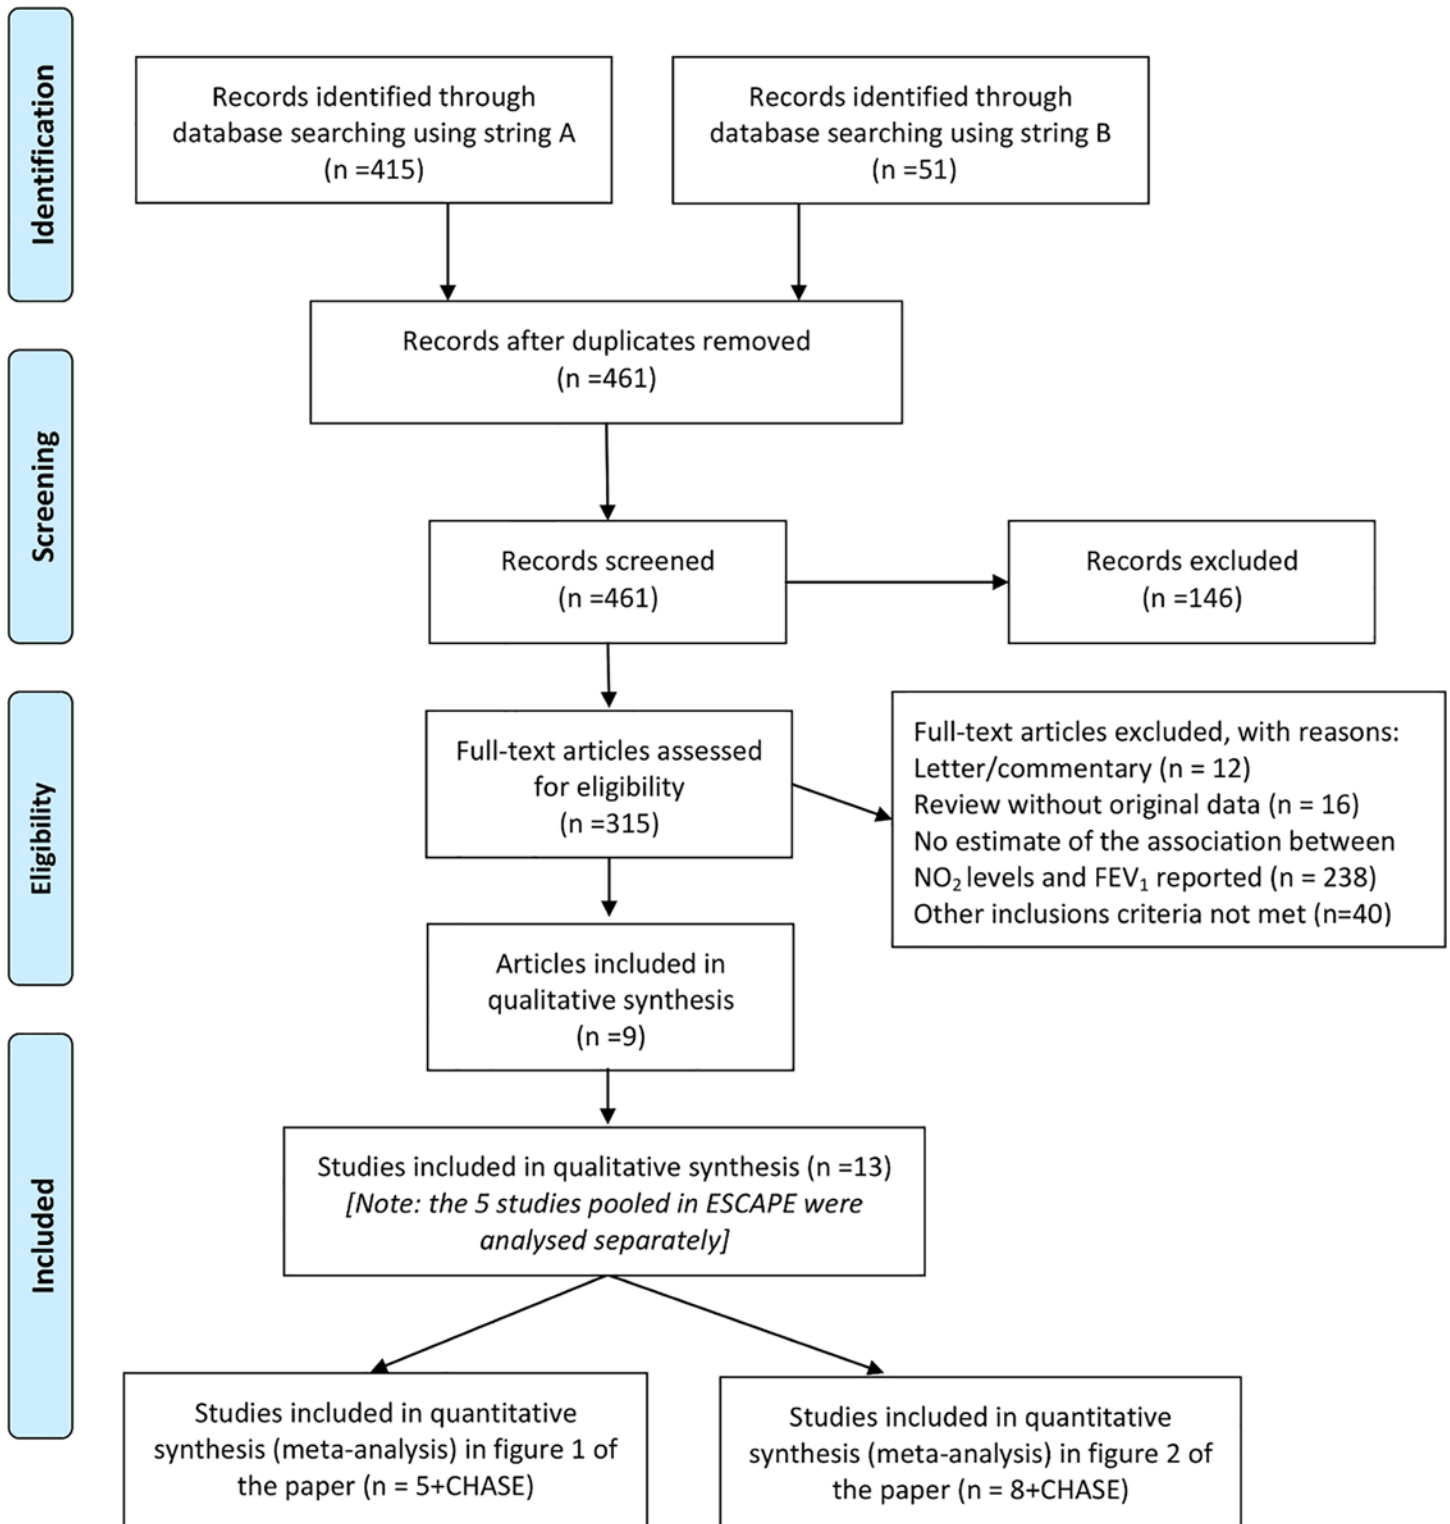 Identification
Records identified through
database searching using string A
(n =415)
Records identified through
database searching using string B
(n =51)
Records after duplicates removed
(n =461)
Screening
Records screened
(n =461)
Records excluded
(n =146)
Eligibility
Full-text articles assessed
for eligibility
(n =315)
Full-text articles excluded, with reasons:
Letter/commentary (n = 12)
Review without original data (n = 16)
No estimate of the association between
NO₂ levels and FEV₁ reported (n = 238)
Other inclusions criteria not met (n=40)
Articles included in
qualitative synthesis
(n =9)
Included
Studies included in qualitative synthesis (n =13)
[Note: the 5 studies pooled in ESCAPE were
analysed separately]
Studies included in quantitative
synthesis (meta-analysis) in figure 1 of
the paper (n = 5+CHASE)
Studies included in quantitative
synthesis (meta-analysis) in figure 2 of
the paper (n = 8+CHASE)